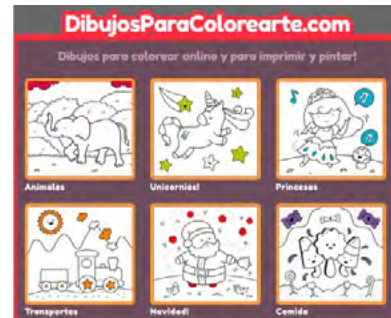 DibujosParaColorearte.com
Dibujos para colorear online y para imprimir y pintar!
Animales
Unicornios!
Princesas
Transportes
Navidad!
Comida